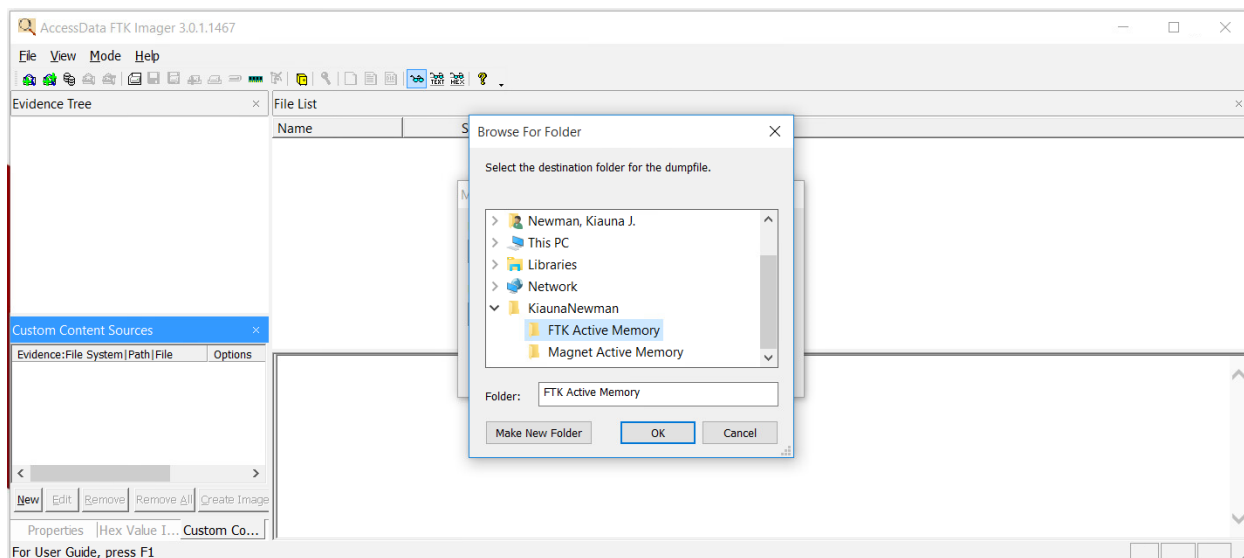 AccessData FTK Imager 3.0.1.1467
File View Mode Help
TEXT HEX
Evidence Tree
File List
Name
S
Browse For Folder
Select the destination folder for the dumpfile.
M
Newman, Kiauna J.
This PC
Libraries
Network
KiaunaNewman
FTK Active Memory
Magnet Active Memory
Folder: FTK Active Memory
Make New Folder OK Cancel
Custom Content Sources
Evidence:File System|Path|File Options
New Edit Remove Remove All Create Image
Properties Hex Value I... Custom Co...
For User Guide, press F1